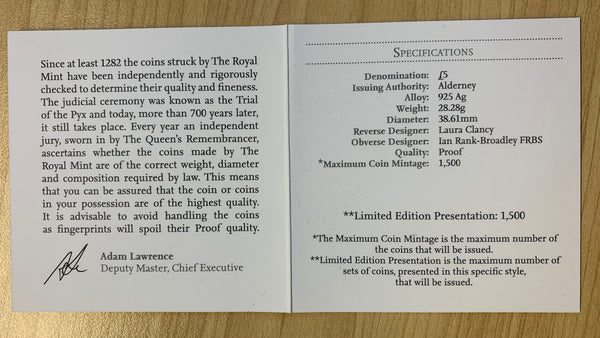 Since at least 1282 the coins struck by The Royal
Mint have been independently and rigorously
checked to determine their quality and fineness.
The judicial ceremony was known as the Trial
of the Pyx and today, more than 700 years later,
it still takes place. Every year an independent
jury, sworn in by The Queen's Remembrancer,
ascertains whether the coins made by The
Royal Mint are of the correct weight, diameter
and composition required by law. This means
that you can be assured that the coin or coins
in your possession are of the highest quality.
It is advisable to avoid handling the coins
as fingerprints will spoil their Proof quality.
Adam Lawrence
Deputy Master, Chief Executive
Specifications
Denomination: £5
Issuing Authority: Alderney
Alloy: 925 Ag
Weight: 28.28g
Diameter: 38.61mm
Reverse Designer: Laura Clancy
Obverse Designer: Ian Rank-Broadley FRBS
Quality: Proof
*Maximum Coin Mintage: 1,500
**Limited Edition Presentation: 1,500
*The Maximum Coin Mintage is the maximum number of
the coins that will be issued.
**Limited Edition Presentation is the maximum number of
sets of coins, presented in this specific style,
that will be issued.